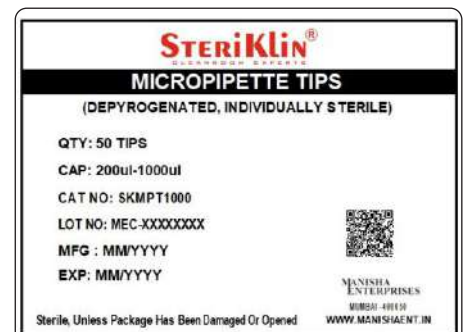 STERIKLIN®
CLEANROOM EXPERTS
MICROPIPETTE TIPS
(DEPYROGENATED, INDIVIDUALLY STERILE)
QTY: 50 TIPS
CAP: 200ul-1000ul
CAT NO: SKMPT1000
LOT NO: MEC-XXXXXXXX
MFG : MM/YYYY
EXP: MM/YYYY
MANISHA
ENTERPRISES
MUMBAI
Sterile, Unless Package Has Been Damaged Or Opened
WWW.MANISHAENT.IN